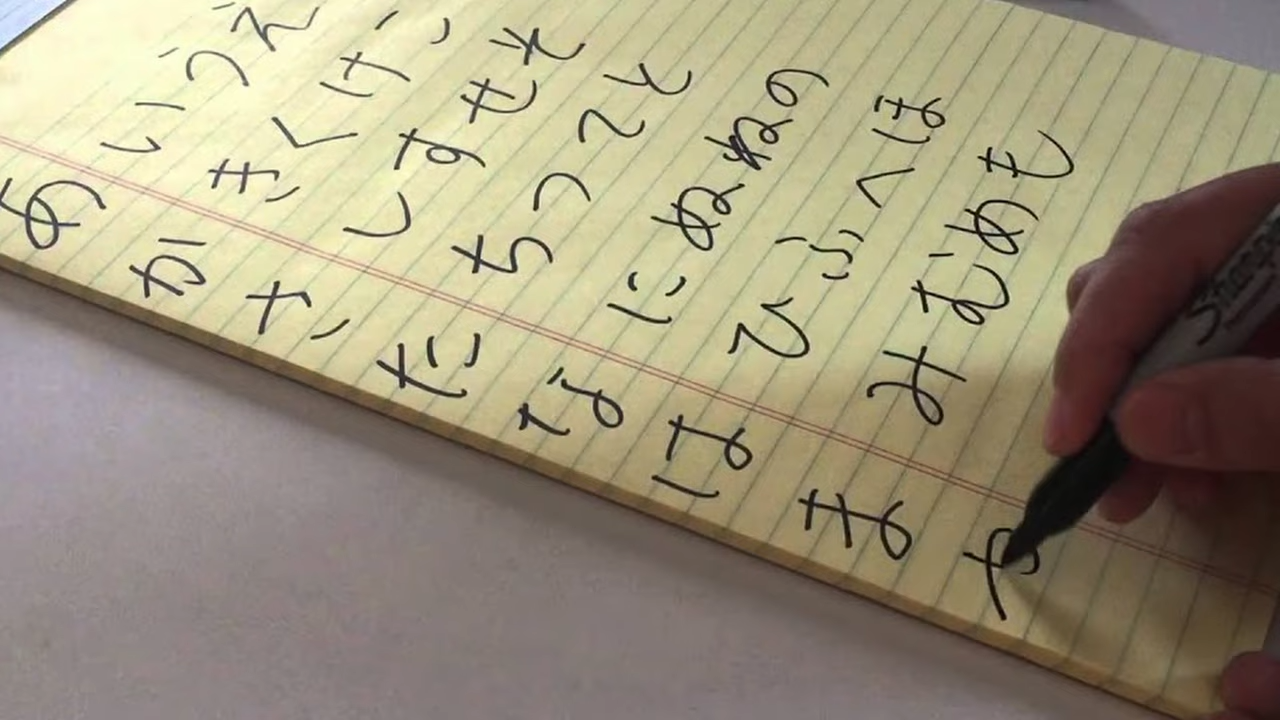 あいうえ
かきくけこ
さしすせそ
たちつてと
なにぬねの
はひふへほ
まみむめも
や